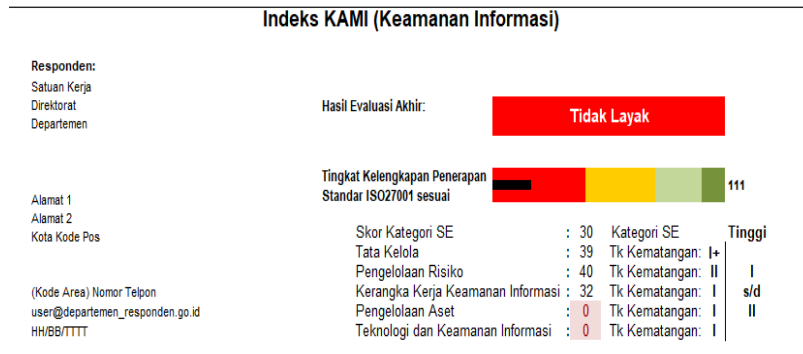 Indeks KAMI (Keamanan Informasi)
Responden:
Satuan Kerja
Direktorat
Departemen
Alamat 1
Alamat 2
Kota Kode Pos
(Kode Area) Nomor Telpon
user@departemen_responden.go.id
HH/BB/TTTT
Hasil Evaluasi Akhir:
Tidak Layak
Tingkat Kelengkapan Penerapan
Standar ISO27001 sesuai
111
Skor Kategori SE : 30 Kategori SE Tinggi
Tata Kelola : 39 Tk Kematangan: I+
Pengelolaan Risiko : 40 Tk Kematangan: II I
Kerangka Kerja Keamanan Informasi : 32 Tk Kematangan: I s/d
Pengelolaan Aset : 0 Tk Kematangan: I II
Teknologi dan Keamanan Informasi : 0 Tk Kematangan: I